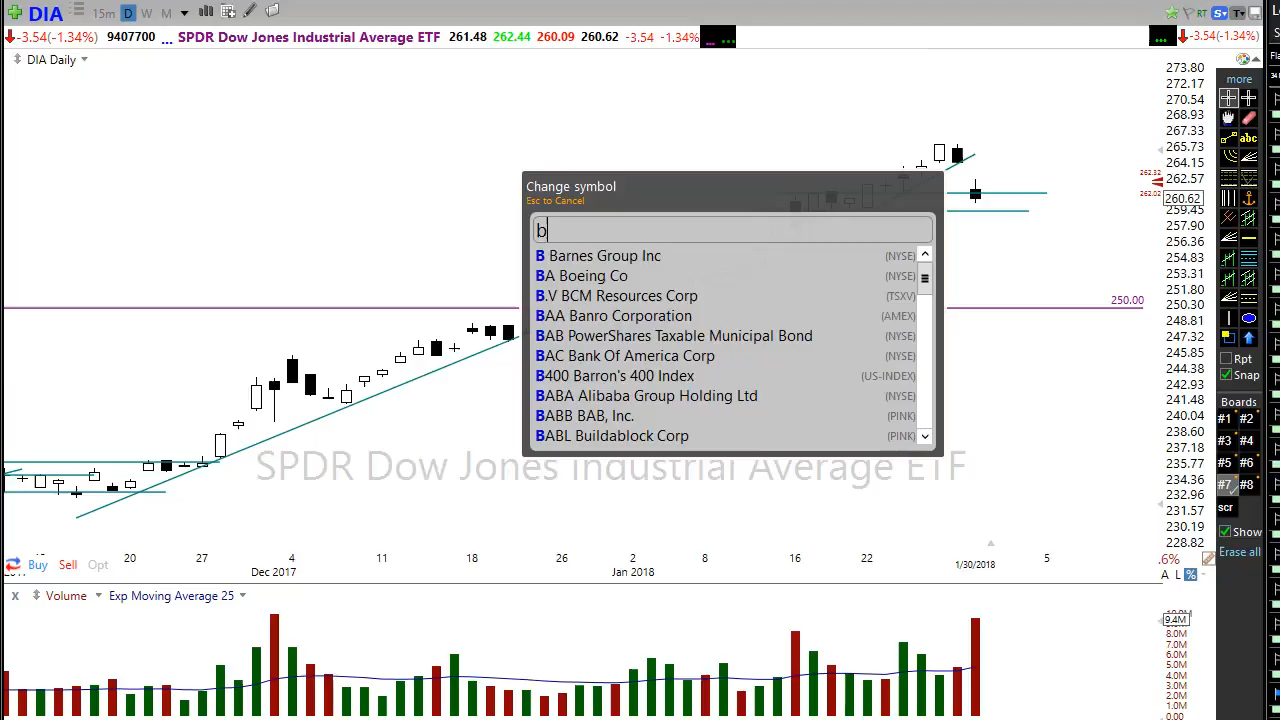 DIA 15m D W M RT S T
-3.54(-1.34%) 9407700 ... SPDR Dow Jones Industrial Average ETF 261.48 262.44 260.09 260.62 -3.54 -1.34% ... ... ... -3.54(-1.34%)
DIA Daily
273.80
more
272.17
270.54
268.93
abc
267.33
265.73
264.15
262.32
262.57
262.02
260.62
259.45
257.90
256.36
254.83
253.31
250.00
251.80
250.30
248.81
247.32
245.85
244.38
242.93
241.48
240.04
238.60
237.18
235.77
234.36
232.96
231.57
230.19
228.82
Change symbol
Esc to Cancel
b
B Barnes Group Inc (NYSE)
BA Boeing Co (NYSE)
B.V BCM Resources Corp (TSXV)
BAA Banro Corporation (AMEX)
BAB PowerShares Taxable Municipal Bond (NYSE)
BAC Bank Of America Corp (NYSE)
B400 Barron's 400 Index (US-INDEX)
BABA Alibaba Group Holding Ltd (NYSE)
BABB BAB, Inc. (PINK)
BABL Buildablock Corp (PINK)
SPDR Dow Jones Industrial Average ETF
Rpt
Snap
Boards
#1 #2
#3 #4
#5 #6
#7 #8
scr
Show
Erase all
20 27 4 11 18 26 2 8 16 22 5
Buy Sell Opt
Dec 2017 Jan 2018 1/30/2018
.6%
A L %
X Volume Exp Moving Average 25
9.4M
8.0M
7.0M
6.0M
5.0M
4.0M
3.0M
2.0M
1.00M
0.00